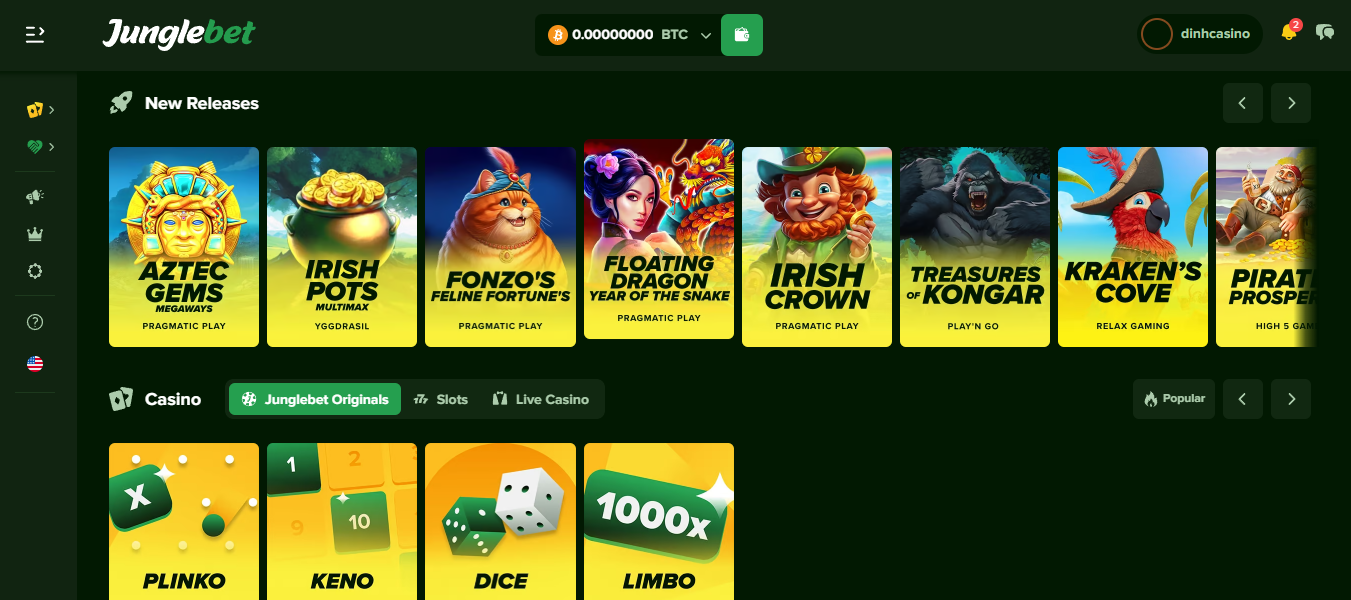 Junglebet
0.00000000 BTC
dinhcasino
2
New Releases
AZTEC
GEMS
MEGAWAYS
PRAGMATIC PLAY
IRISH
POTS
MULTIMAX
YGGDRASIL
FONZO'S
FELINE FORTUNE'S
PRAGMATIC PLAY
FLOATING
DRAGON
YEAR OF THE SNAKE
PRAGMATIC PLAY
IRISH
CROWN
PRAGMATIC PLAY
TREASURES
OF KONGAR
PLAY'N GO
KRAKEN'S
COVE
RELAX GAMING
PIRAT
PROSPER
HIGH 5 GAM
Casino
Junglebet Originals
Slots
Live Casino
Popular
X
PLINKO
1
2
3
9
10
KENO
DICE
1000x
LIMBO